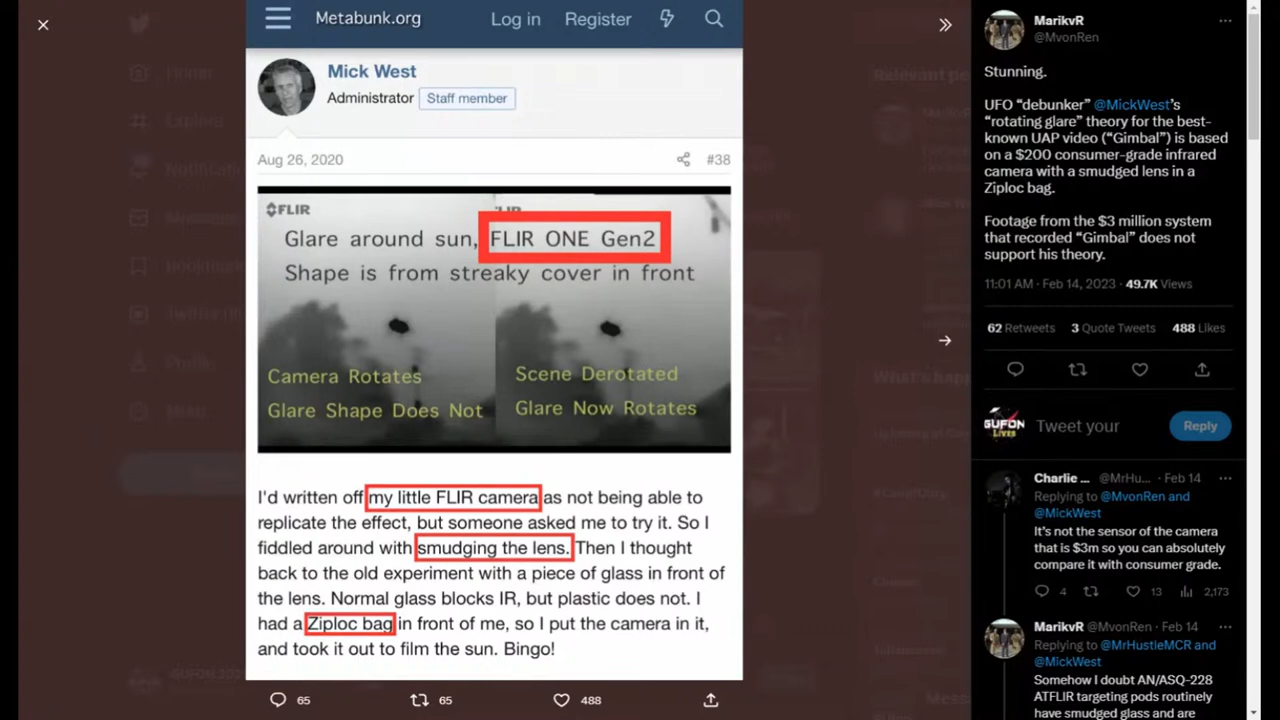 Metabunk.org
Log in
Register
Mick West
Administrator
Staff member
Aug 26, 2020
#38
FLIR
Glare around sun, FLIR ONE Gen2
Shape is from streaky cover in front
Camera Rotates
Glare Shape Does Not
Scene Derotated
Glare Now Rotates
I'd written off my little FLIR camera as not being able to
replicate the effect, but someone asked me to try it. So I
fiddled around with smudging the lens. Then I thought
back to the old experiment with a piece of glass in front of
the lens. Normal glass blocks IR, but plastic does not. I
had a Ziploc bag in front of me, so I put the camera in it,
and took it out to film the sun. Bingo!
65
65
488
MarikvR
@MvonRen
Stunning.
UFO “debunker” @MickWest's
“rotating glare” theory for the best-
known UAP video (“Gimbal”) is based
on a $200 consumer-grade infrared
camera with a smudged lens in a
Ziploc bag.
Footage from the $3 million system
that recorded “Gimbal” does not
support his theory.
11:01 AM · Feb 14, 2023 · 49.7K Views
62 Retweets 3 Quote Tweets 488 Likes
GUFON
LIVES
Tweet your
Reply
Charlie ... @MrHu... · Feb 14
Replying to @MvonRen and
@MickWest
It's not the sensor of the camera
that is $3m so you can absolutely
compare it with consumer grade.
4
13
2,173
MarikvR @MvonRen · Feb 14
Replying to @MrHustleMCR and
@MickWest
Somehow I doubt AN/ASQ-228
ATFLIR targeting pods routinely
have smudged glass and are